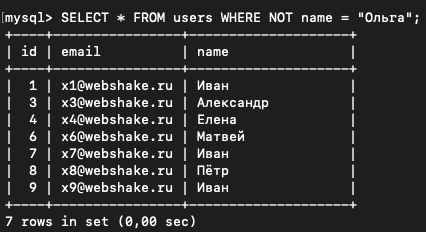 [mysql> SELECT * FROM users WHERE NOT name = "Ольга";
+----+-----------------+--------------------+
| id | email           | name               |
+----+-----------------+--------------------+
|  1 | x1@webshake.ru | Иван               |
|  3 | x3@webshake.ru | Александр          |
|  4 | x4@webshake.ru | Елена              |
|  6 | x6@webshake.ru | Матвей             |
|  7 | x7@webshake.ru | Иван               |
|  8 | x8@webshake.ru | Пётр               |
|  9 | x9@webshake.ru | Иван               |
+----+-----------------+--------------------+
7 rows in set (0,00 sec)